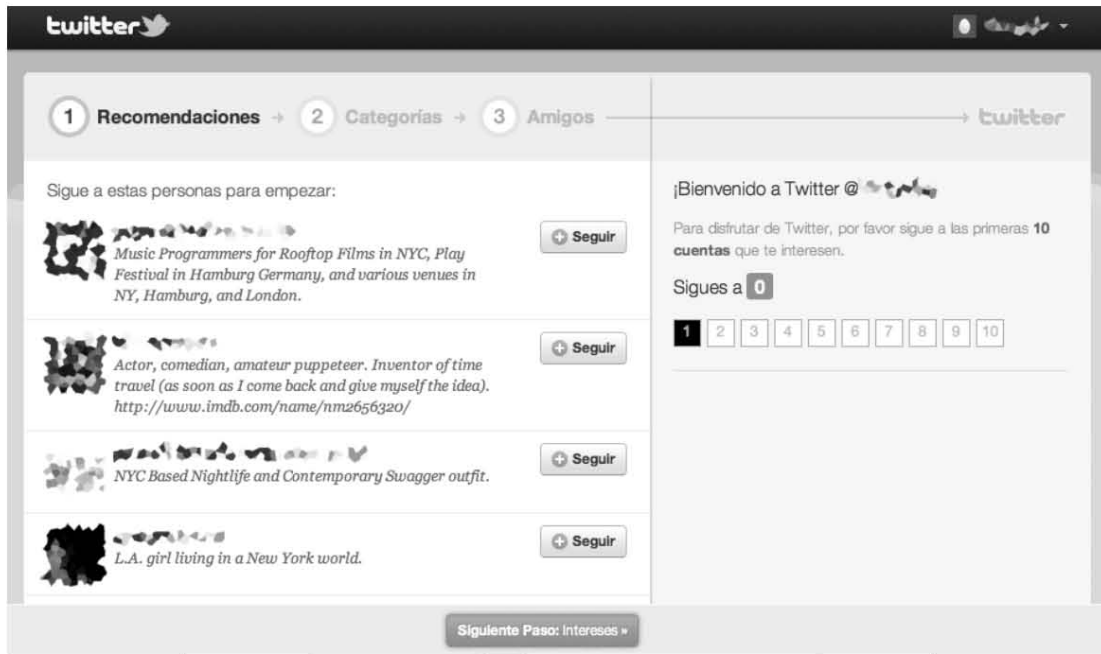 twitter
1 Recomendaciones → 2 Categorías → 3 Amigos → twitter
Sigue a estas personas para empezar:
Music Programmers for Rooftop Films in NYC, Play
Festival in Hamburg Germany, and various venues in
NY, Hamburg, and London.
Seguir
Actor, comedian, amateur puppeteer. Inventor of time
travel (as soon as I come back and give myself the idea).
http://www.imdb.com/name/nm2656320/
Seguir
NYC Based Nightlife and Contemporary Swagger outfit.
Seguir
L.A. girl living in a New York world.
Seguir
¡Bienvenido a Twitter @
Para disfrutar de Twitter, por favor sigue a las primeras 10
cuentas que te interesen.
Sigues a 0
1 2 3 4 5 6 7 8 9 10
Siguiente Paso: Intereses »